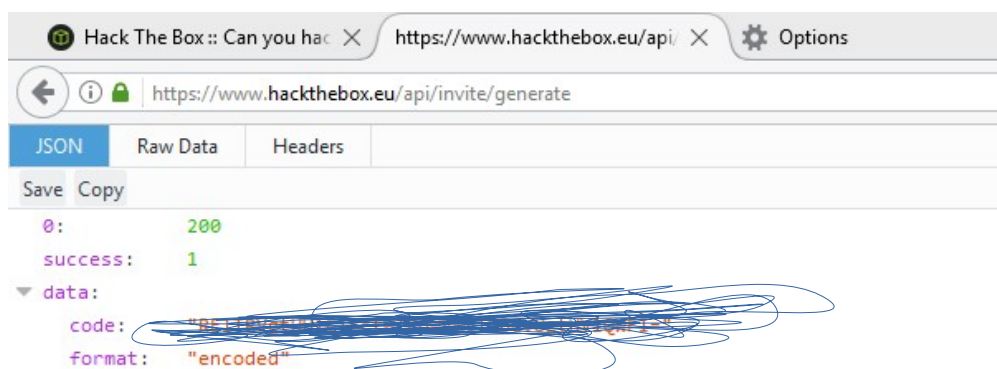 Hack The Box :: Can you hac
https://www.hackthebox.eu/api/
Options
https://www.hackthebox.eu/api/invite/generate
JSON Raw Data Headers
Save Copy
0: 200
success: 1
data:
code:
format: "encoded"